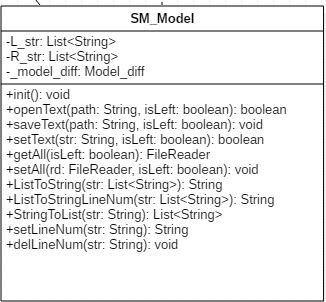 SM_Model
-L_str: List<String>
-R_str: List<String>
-_model_diff: Model_diff
+init(): void
+openText(path: String, isLeft: boolean): boolean
+saveText(path: String, isLeft: boolean): void
+setText(str: String, isLeft: boolean): boolean
+getAll(isLeft: boolean): FileReader
+setAll(rd: FileReader, isLeft: boolean): void
+ListToString(str: List<String>): String
+ListToStringLineNum(str: List<String>): String
+StringToList(str: String): List<String>
+setLineNum(str: String): String
+delLineNum(str: String): void